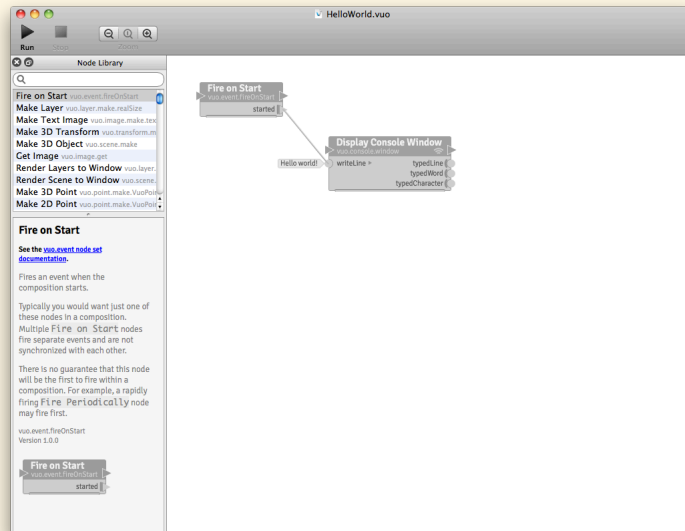 HelloWorld.vuo
Run
Stop
Zoom
Node Library
Fire on Start vuo.event.fireOnStart
Make Layer vuo.layer.make.realSize
Make Text Image vuo.image.make.tex
Make 3D Transform vuo.transform.m
Make 3D Object vuo.scene.make
Get Image vuo.image.get
Render Layers to Window vuo.layer.
Render Scene to Window vuo.scene.
Make 3D Point vuo.point.make.VuoPoin
Make 2D Point vuo.point.make.VuoPoin
Fire on Start
See the vuo.event node set
documentation.
Fires an event when the
composition starts.
Typically you would want just one of
these nodes in a composition.
Multiple Fire on Start nodes
fire separate events and are not
synchronized with each other.
There is no guarantee that this node
will be the first to fire within a
composition. For example, a rapidly
firing Fire Periodically node
may fire first.
vuo.event.fireOnStart
Version 1.0.0
Fire on Start
vuo.event.fireOnStart
started
Fire on Start
vuo.event.fireOnStart
started
Display Console Window
vuo.console.window
Hello world!
writeLine
typedLine
typedWord
typedCharacter